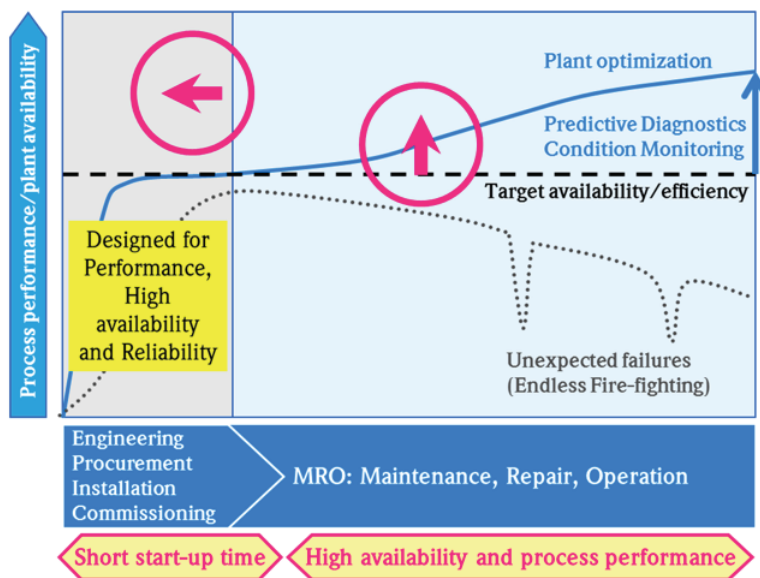 Process performance/plant availability
Plant optimization
Predictive Diagnostics
Condition Monitoring
Target availability/efficiency
Designed for
Performance,
High
availability
and Reliability
Unexpected failures
(Endless Fire-fighting)
Engineering
Procurement
Installation
Commissioning
MRO: Maintenance, Repair, Operation
Short start-up time
High availability and process performance